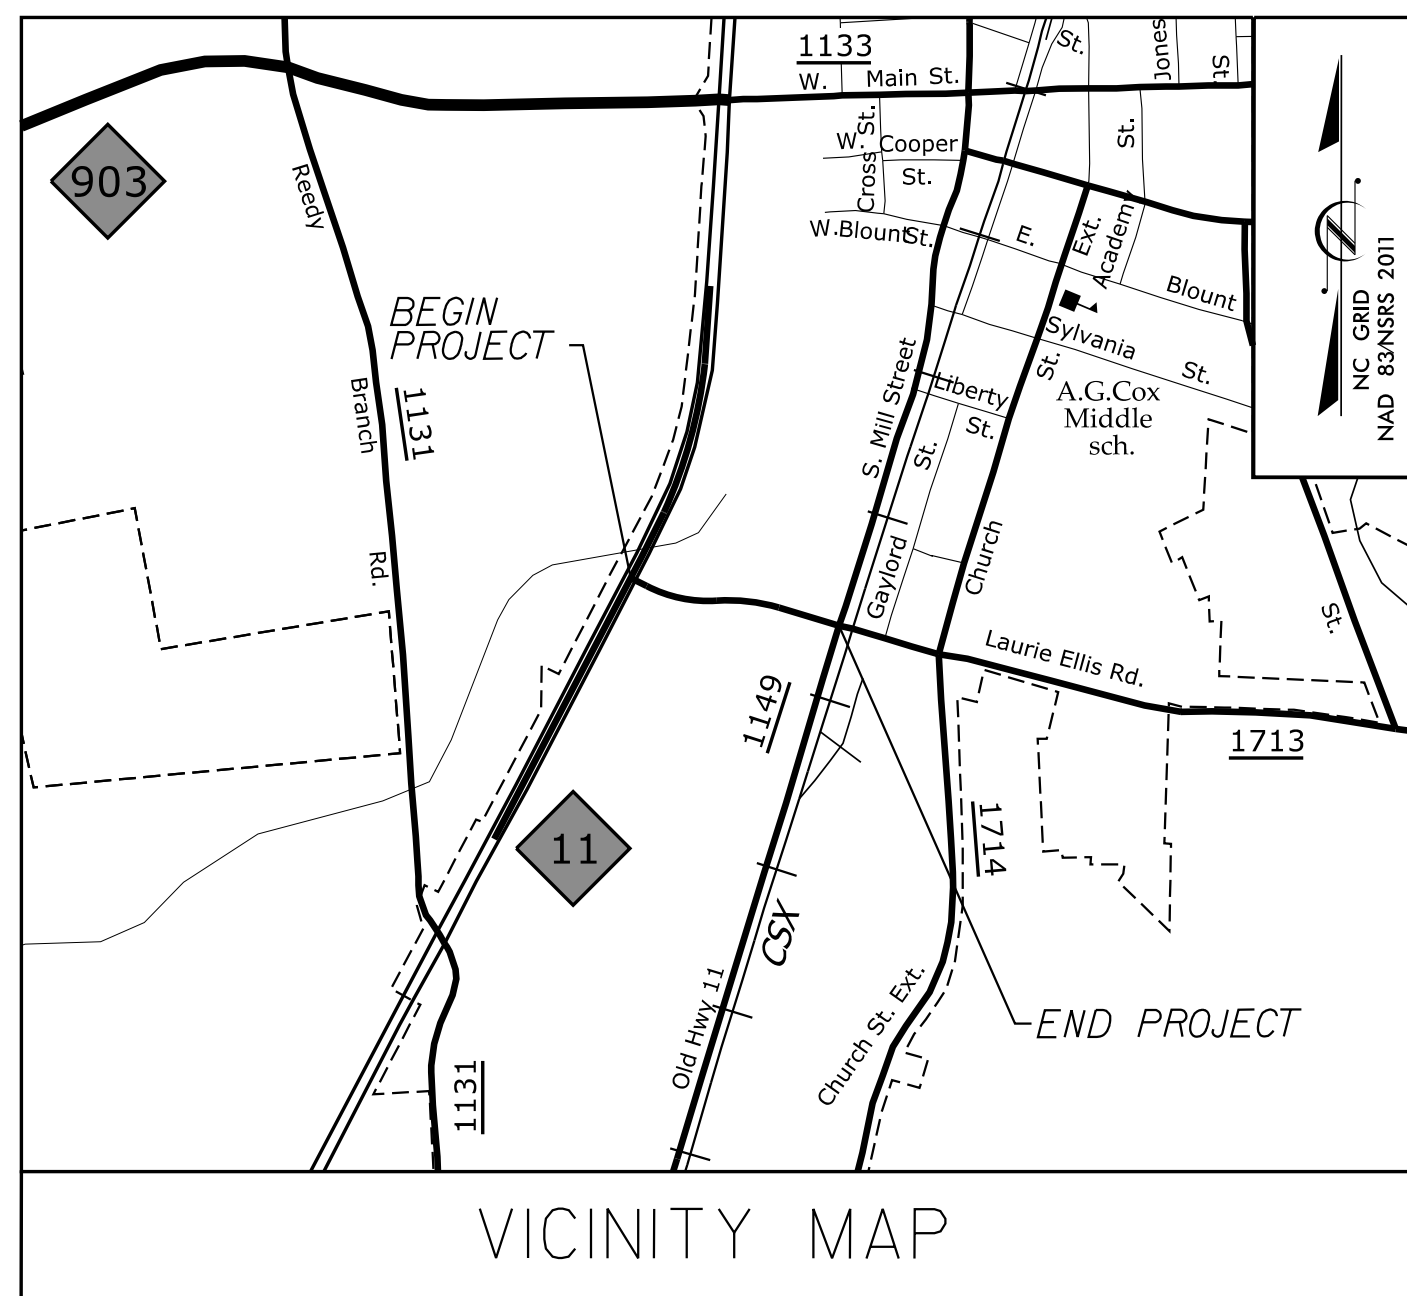 1133
W. Main St.
St.
Jones
St.
903
Reedy
Branch
Rd.
1131
BEGIN
PROJECT
W. Cooper
St.
Cross St.
W. Blount St.
E. Blount
St.
Ext.
Academy
Sylvania St.
A.G.Cox
Middle
sch.
St.
Liberty
St.
S. Mill Street
St.
Gaylord
Church
NC GRID
NAD 83/NSRS 2011
St.
Laurie Ellis Rd.
1713
1149
1714
11
CSX
Old Hwy 11
Church St. Ext.
END PROJECT
1131
VICINITY MAP